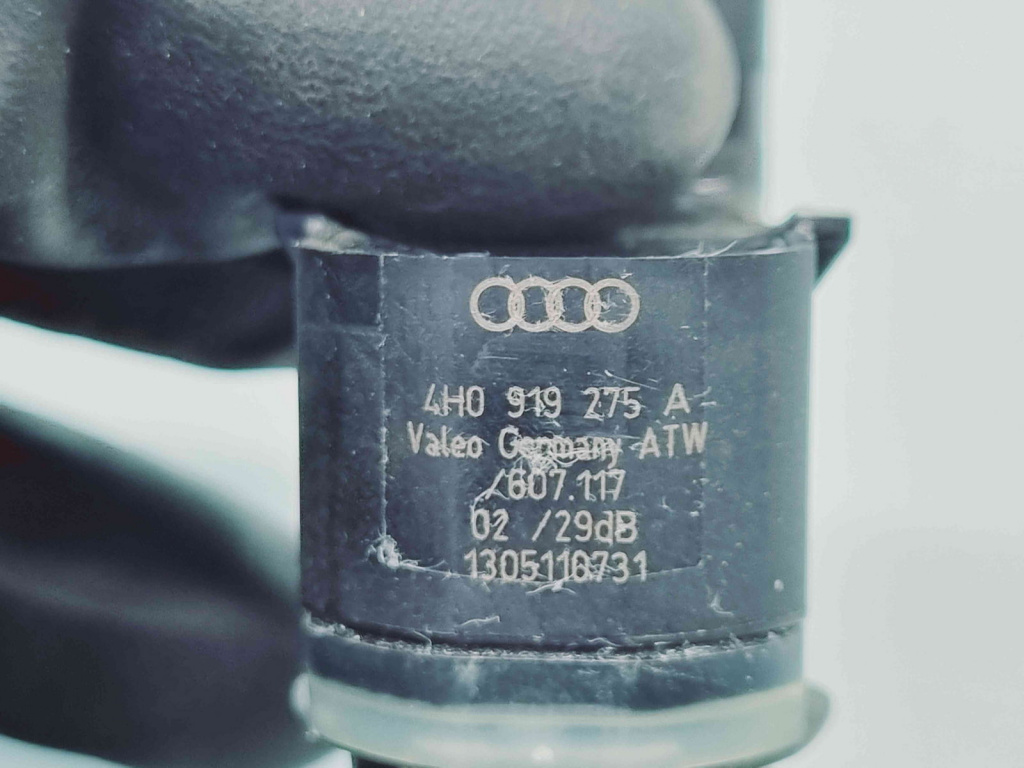 4H0 919 275 A
Valeo Germany ATW
/607.117
02 /29dB
1305116731